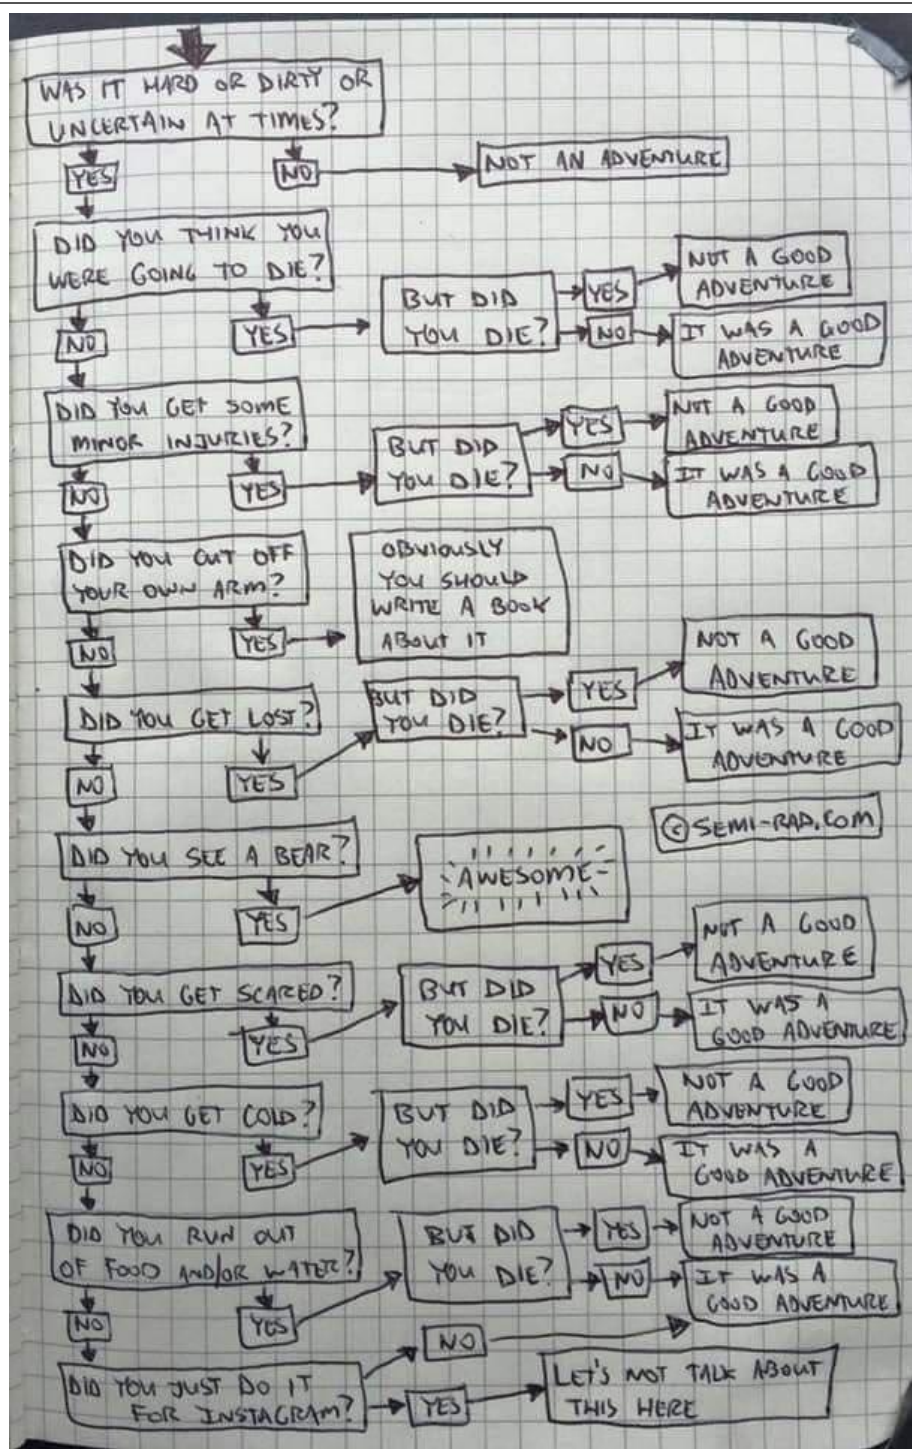 WAS IT HARD OR DIRTY OR
UNCERTAIN AT TIMES?
YES
NO
NOT AN ADVENTURE
DID YOU THINK YOU
WERE GOING TO DIE?
NO
YES
BUT DID
YOU DIE?
YES
NOT A GOOD
ADVENTURE
NO
IT WAS A GOOD
ADVENTURE
DID YOU GET SOME
MINOR INJURIES?
NO
YES
BUT DID
YOU DIE?
YES
NOT A GOOD
ADVENTURE
NO
IT WAS A GOOD
ADVENTURE
DID YOU CUT OFF
YOUR OWN ARM?
NO
YES
OBVIOUSLY
YOU SHOULD
WRITE A BOOK
ABOUT IT
DID YOU GET LOST?
NO
YES
BUT DID
YOU DIE?
YES
NOT A GOOD
ADVENTURE
NO
IT WAS A GOOD
ADVENTURE
© SEMI-RAD.COM
DID YOU SEE A BEAR?
NO
YES
AWESOME
DID YOU GET SCARED?
NO
YES
BUT DID
YOU DIE?
YES
NOT A GOOD
ADVENTURE
NO
IT WAS A
GOOD ADVENTURE
DID YOU GET COLD?
NO
YES
BUT DID
YOU DIE?
YES
NOT A GOOD
ADVENTURE
NO
IT WAS A
GOOD ADVENTURE
DID YOU RUN OUT
OF FOOD AND/OR WATER?
NO
YES
BUT DID
YOU DIE?
YES
NOT A GOOD
ADVENTURE
NO
IT WAS A
GOOD ADVENTURE
DID YOU JUST DO IT
FOR INSTAGRAM?
NO
YES
LET'S NOT TALK ABOUT
THIS HERE